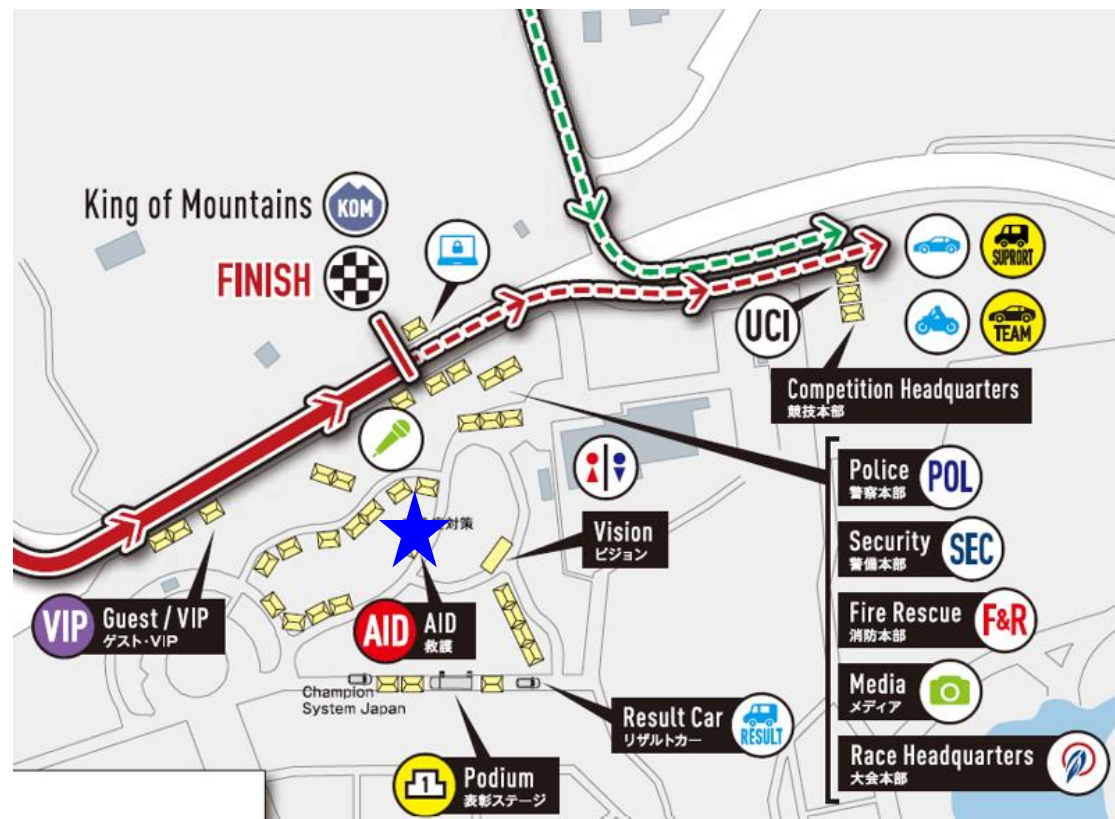 King of Mountains KOM
FINISH
SUPRORT
UCI
TEAM
Competition Headquarters
競技本部
Police POL
警察本部
Security SEC
警備本部
Fire Rescue F&R
消防本部
Media
メディア
Race Headquarters
大会本部
対策
Vision
ビジョン
VIP Guest / VIP
ゲスト・VIP
AID AID
救護
Champion
System Japan
Result Car RESULT
リザルトカー
1 Podium
表彰ステージ